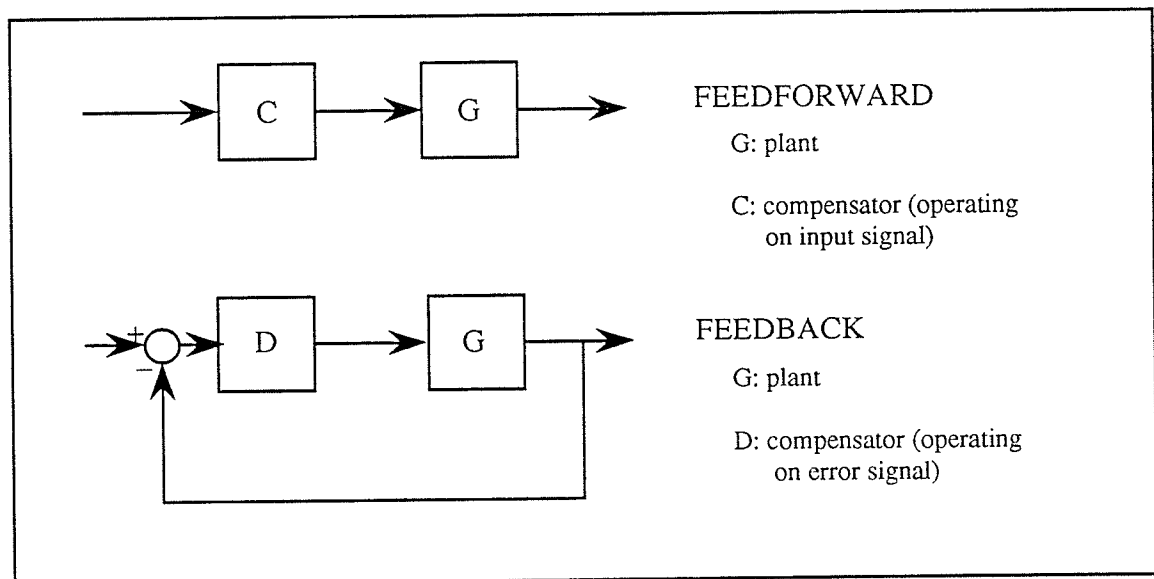 C
G
FEEDFORWARD
G: plant
C: compensator (operating
on input signal)
+
−
D
G
FEEDBACK
G: plant
D: compensator (operating
on error signal)